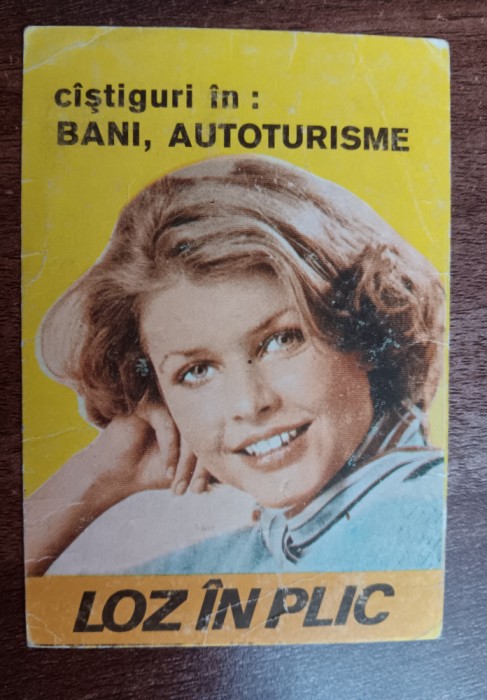 cîştiguri în :
BANI, AUTOTURISME
LOZ ÎN PLIC